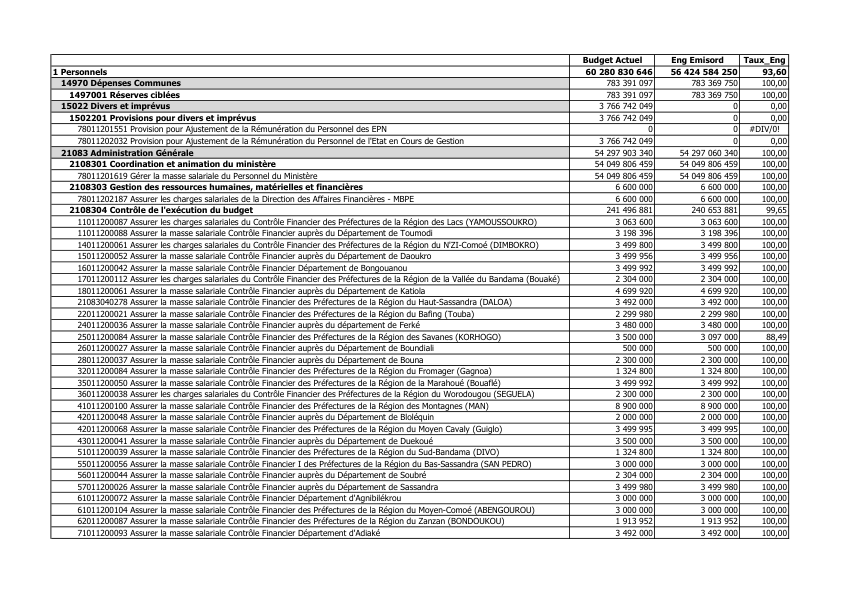 Budget Actuel Eng Emisord Taux_Eng
1 Personnels 60 280 830 646 56 424 584 250 93,60
14970 Dépenses Communes 783 391 097 783 369 750 100,00
1497001 Réserves ciblées 783 391 097 783 369 750 100,00
15022 Divers et imprévus 3 766 742 049 0 0,00
1502201 Provisions pour divers et imprévus 3 766 742 049 0 0,00
78011201551 Provision pour Ajustement de la Rémunération du Personnel des EPN 0 0 #DIV/0!
78011202032 Provision pour Ajustement de la Rémunération du Personnel de l'Etat en Cours de Gestion 3 766 742 049 0 0,00
21083 Administration Générale 54 297 903 340 54 297 060 340 100,00
2108301 Coordination et animation du ministère 54 049 806 459 54 049 806 459 100,00
78011201619 Gérer la masse salariale du Personnel du Ministère 54 049 806 459 54 049 806 459 100,00
2108303 Gestion des ressources humaines, matérielles et financières 6 600 000 6 600 000 100,00
78011202187 Assurer les charges salariales de la Direction des Affaires Financières - MBPE 6 600 000 6 600 000 100,00
2108304 Contrôle de l'exécution du budget 241 496 881 240 653 881 99,65
11011200087 Assurer les charges salariales du Contrôle Financier des Préfectures de la Région des Lacs (YAMOUSSOUKRO) 3 063 600 3 063 600 100,00
11011200088 Assurer la masse salariale Contrôle Financier auprès du Département de Toumodi 3 198 396 3 198 396 100,00
14011200061 Assurer les charges salariales du Contrôle Financier des Préfectures de la Région du N'ZI-Comoé (DIMBOKRO) 3 499 800 3 499 800 100,00
15011200052 Assurer la masse salariale Contrôle Financier auprès du Département de Daoukro 3 499 956 3 499 956 100,00
16011200042 Assurer la masse salariale Contrôle Financier Département de Bongouanou 3 499 992 3 499 992 100,00
17011200112 Assurer les charges salariales du Contrôle Financier des Préfectures de la Région de la Vallée du Bandama (Bouaké) 2 304 000 2 304 000 100,00
18011200061 Assurer la masse salariale Contrôle Financier auprès du Département de Katiola 4 699 920 4 699 920 100,00
21083040278 Assurer la masse salariale Contrôle Financier des Préfectures de la Région du Haut-Sassandra (DALOA) 3 492 000 3 492 000 100,00
22011200021 Assurer la masse salariale Contrôle Financier des Préfectures de la Région du Bafing (Touba) 2 299 980 2 299 980 100,00
24011200036 Assurer la masse salariale Contrôle Financier auprès du département de Ferké 3 480 000 3 480 000 100,00
25011200084 Assurer la masse salariale Contrôle Financier des Préfectures de la Région des Savanes (KORHOGO) 3 500 000 3 097 000 88,49
26011200027 Assurer la masse salariale Contrôle Financier auprès du Département de Boundiali 500 000 500 000 100,00
28011200037 Assurer la masse salariale Contrôle Financier auprès du Département de Bouna 2 300 000 2 300 000 100,00
32011200084 Assurer la masse salariale Contrôle Financier des Préfectures de la Région du Fromager (Gagnoa) 1 324 800 1 324 800 100,00
35011200050 Assurer la masse salariale Contrôle Financier des Préfectures de la Région de la Marahoué (Bouaflé) 3 499 992 3 499 992 100,00
36011200038 Assurer les charges salariales du Contrôle Financier des Préfectures de la Région du Worodougou (SEGUELA) 2 300 000 2 300 000 100,00
41011200100 Assurer la masse salariale Contrôle Financier des Préfectures de la Région des Montagnes (MAN) 8 900 000 8 900 000 100,00
42011200048 Assurer la masse salariale Contrôle Financier auprès du Département de Bloléquin 2 000 000 2 000 000 100,00
42011200068 Assurer la masse salariale Contrôle Financier des Préfectures de la Région du Moyen Cavaly (Guiglo) 3 499 995 3 499 995 100,00
43011200041 Assurer la masse salariale Contrôle Financier auprès du Département de Duekoué 3 500 000 3 500 000 100,00
51011200039 Assurer la masse salariale Contrôle Financier des Préfectures de la Région du Sud-Bandama (DIVO) 1 324 800 1 324 800 100,00
55011200056 Assurer la masse salariale Contrôle Financier I des Préfectures de la Région du Bas-Sassandra (SAN PEDRO) 3 000 000 3 000 000 100,00
56011200044 Assurer la masse salariale Contrôle Financier auprès du Département de Soubré 2 304 000 2 304 000 100,00
57011200026 Assurer la masse salariale Contrôle Financier auprès du Département de Sassandra 3 499 980 3 499 980 100,00
61011200072 Assurer la masse salariale Contrôle Financier Département d'Agnibilékrou 3 000 000 3 000 000 100,00
61011200104 Assurer la masse salariale Contrôle Financier des Préfectures de la Région du Moyen-Comoé (ABENGOUROU) 3 000 000 3 000 000 100,00
62011200087 Assurer la masse salariale Contrôle Financier des Préfectures de la Région du Zanzan (BONDOUKOU) 1 913 952 1 913 952 100,00
71011200093 Assurer la masse salariale Contrôle Financier Département d'Adiaké 3 492 000 3 492 000 100,00